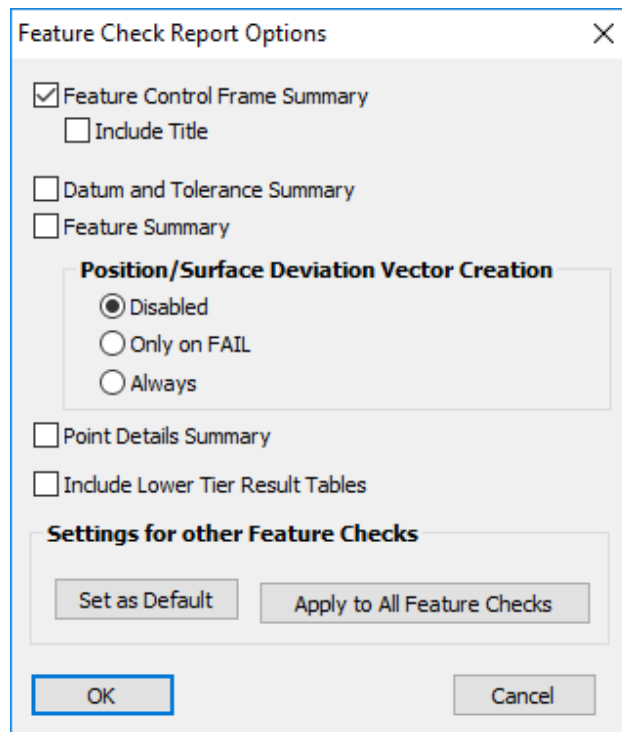 Feature Check Report Options
Feature Control Frame Summary
Include Title
Datum and Tolerance Summary
Feature Summary
Position/Surface Deviation Vector Creation
Disabled
Only on FAIL
Always
Point Details Summary
Include Lower Tier Result Tables
Settings for other Feature Checks
Set as Default
Apply to All Feature Checks
OK
Cancel